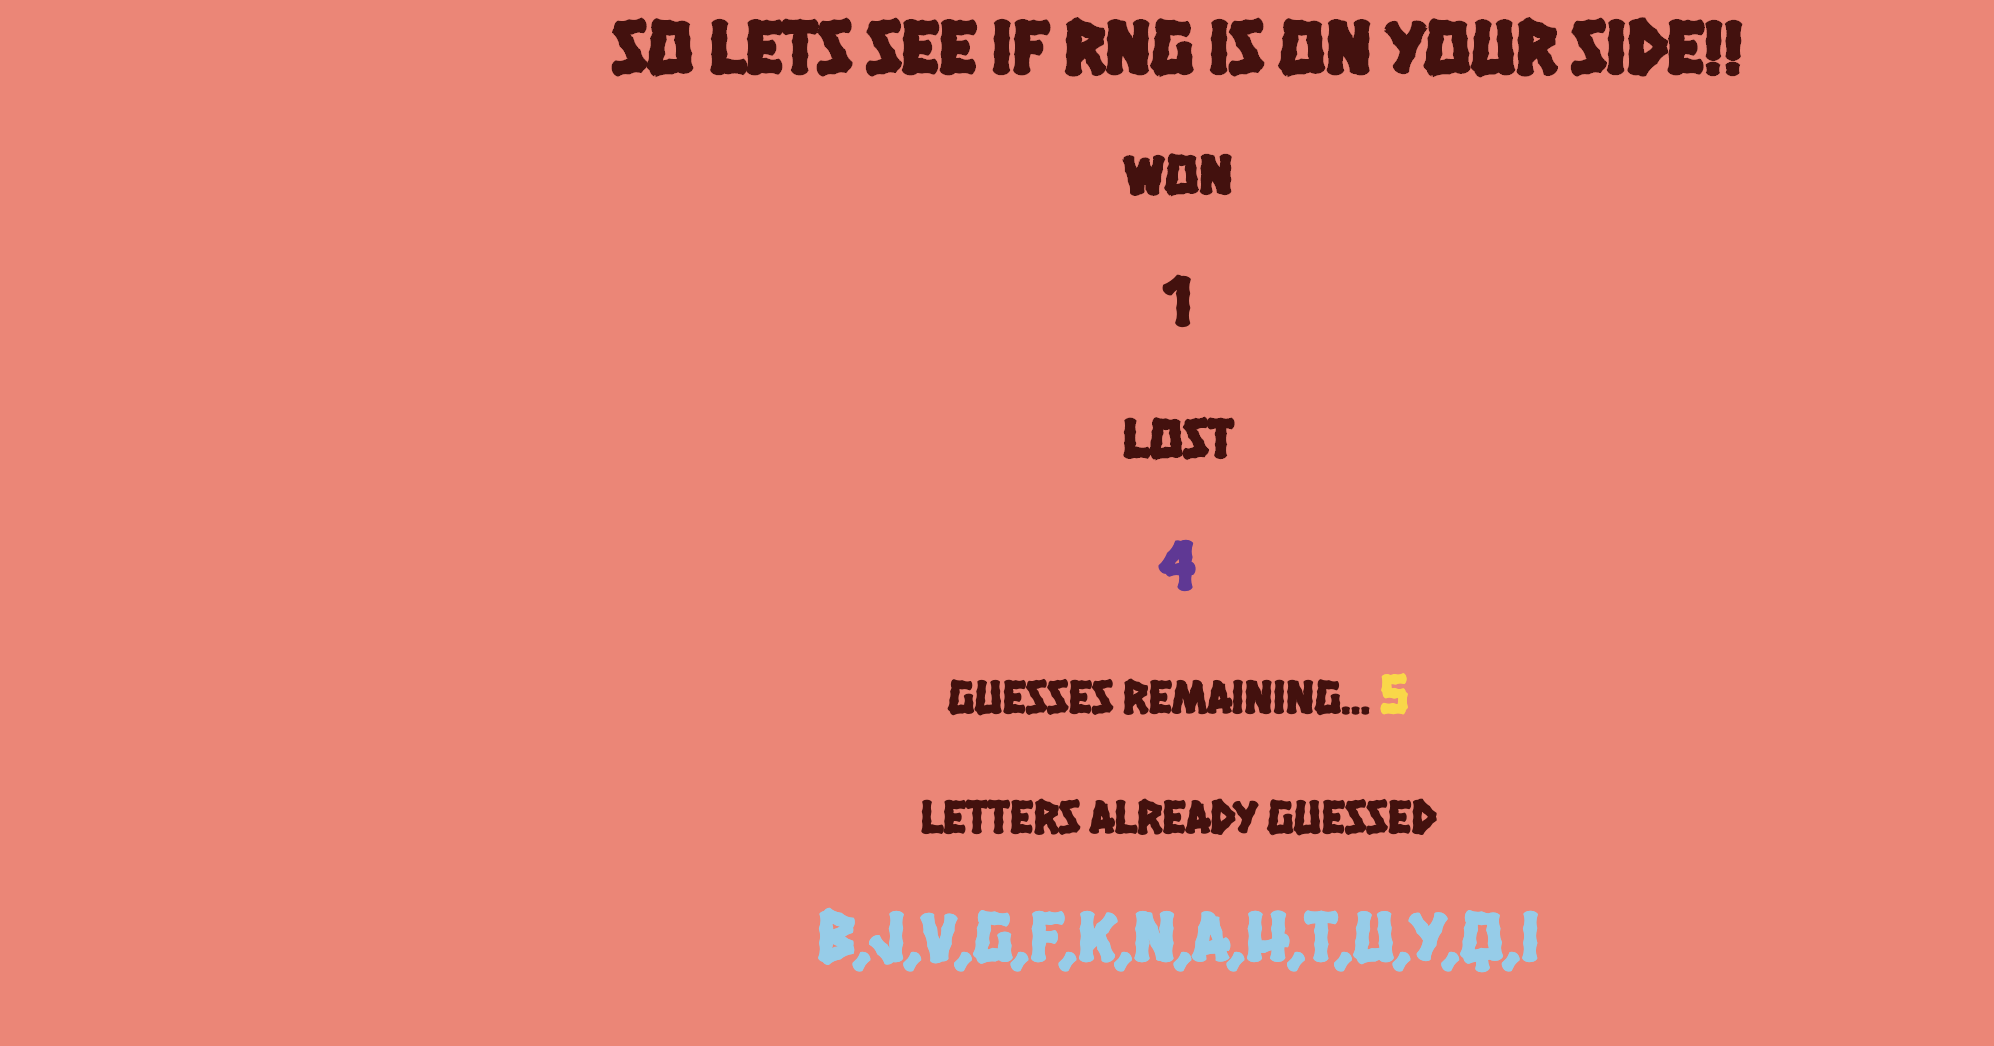 SO LETS SEE IF RNG IS ON YOUR SIDE!!
WON
1
LOST
4
GUESSES REMAINING... 5
LETTERS ALREADY GUESSED
B,J,V,G,F,K,N,A,H,T,U,Y,Q,I